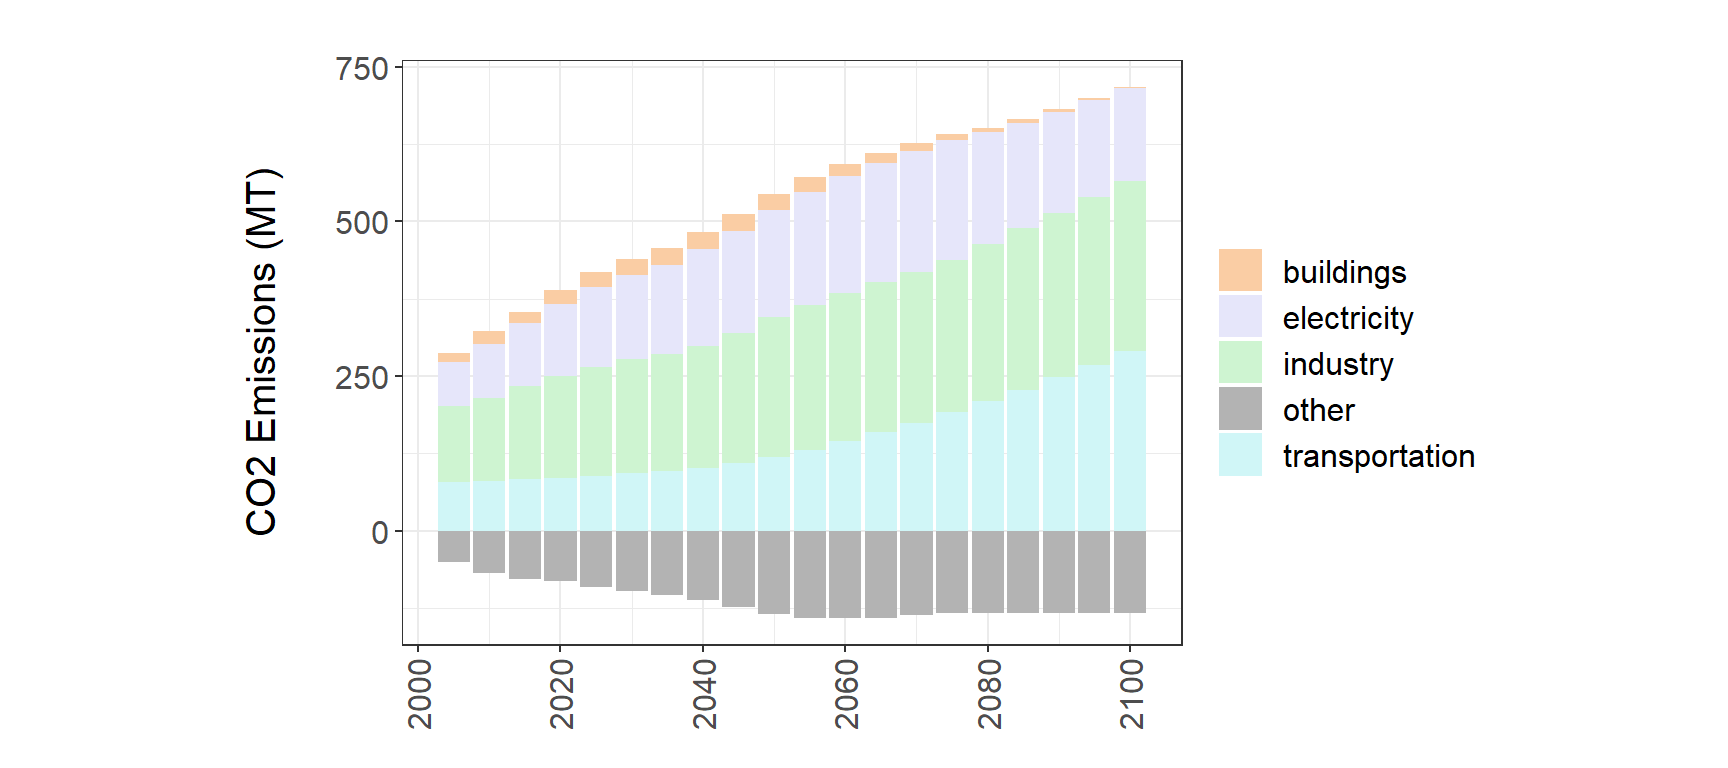 CO2 Emissions (MT)
750
500
250
0
2000
2020
2040
2060
2080
2100
buildings
electricity
industry
other
transportation